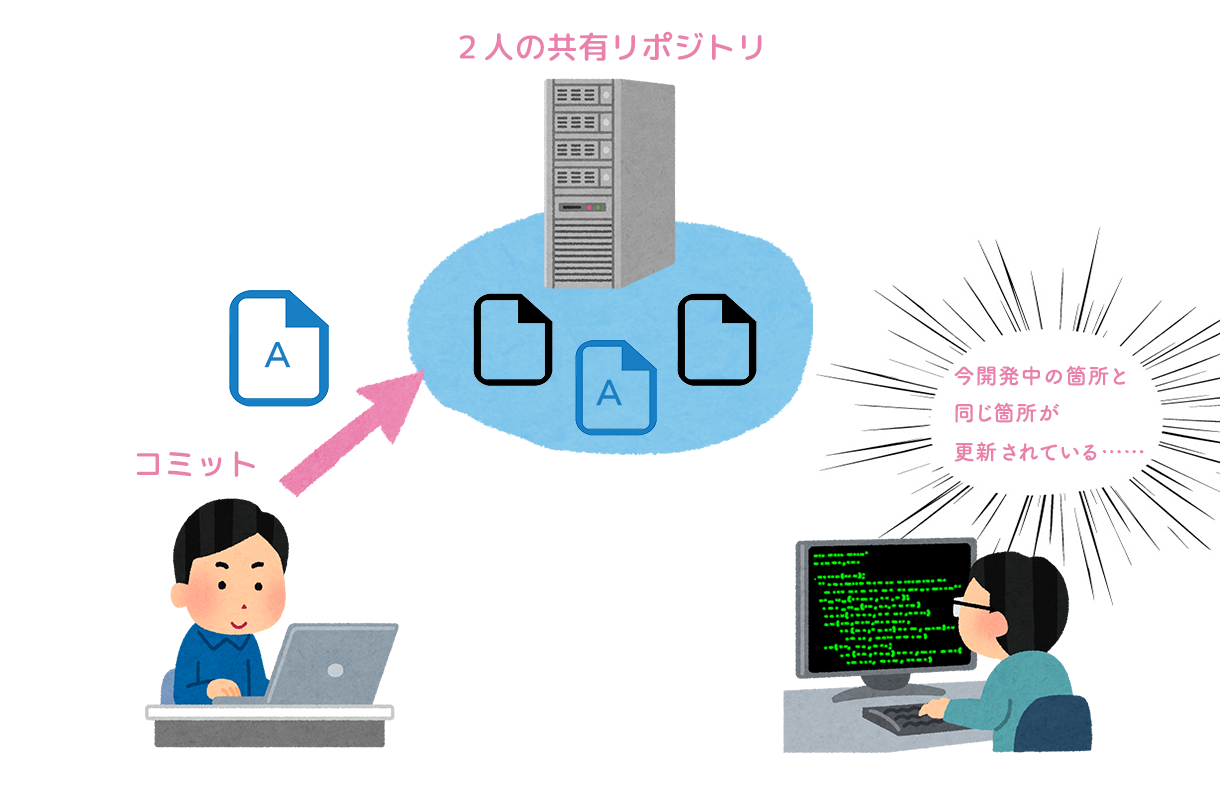 ２人の共有リポジトリ
A
A
コミット
今開発中の箇所と
同じ箇所が
更新されている……